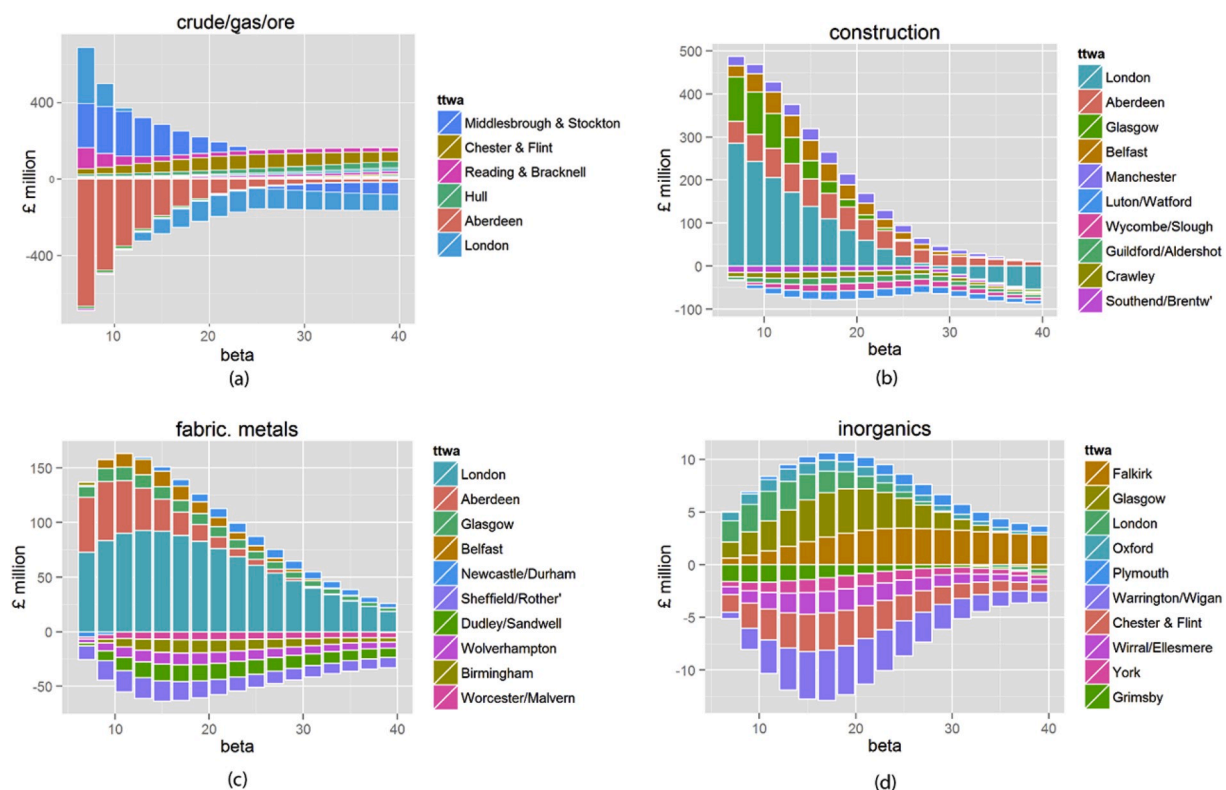 crude/gas/ore
£ million
400
0
-400
10
20
30
40
beta
(a)
ttwa
Middlesbrough & Stockton
Chester & Flint
Reading & Bracknell
Hull
Aberdeen
London
construction
£ million
500
400
300
200
100
0
-100
10
20
30
40
beta
(b)
ttwa
London
Aberdeen
Glasgow
Belfast
Manchester
Luton/Watford
Wycombe/Slough
Guildford/Aldershot
Crawley
Southend/Brentw'
fabric. metals
£ million
150
100
50
0
-50
10
20
30
40
beta
(c)
ttwa
London
Aberdeen
Glasgow
Belfast
Newcastle/Durham
Sheffield/Rother'
Dudley/Sandwell
Wolverhampton
Birmingham
Worcester/Malvern
inorganics
£ million
10
5
0
-5
-10
10
20
30
40
beta
(d)
ttwa
Falkirk
Glasgow
London
Oxford
Plymouth
Warrington/Wigan
Chester & Flint
Wirral/Ellesmere
York
Grimsby